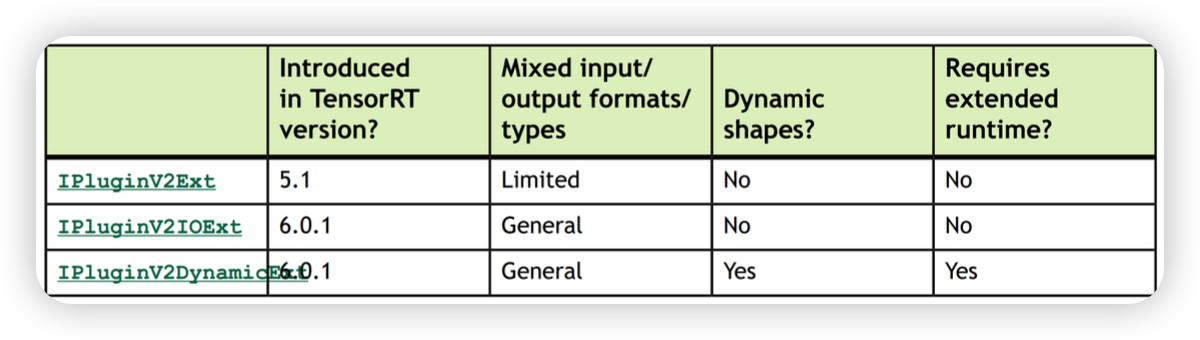 Introduced
in TensorRT
version?
Mixed input/
output formats/
types
Dynamic
shapes?
Requires
extended
runtime?
IPluginV2Ext 5.1 Limited No No
IPluginV2IOExt 6.0.1 General No No
IPluginV2DynamicExt 6.0.1 General Yes Yes